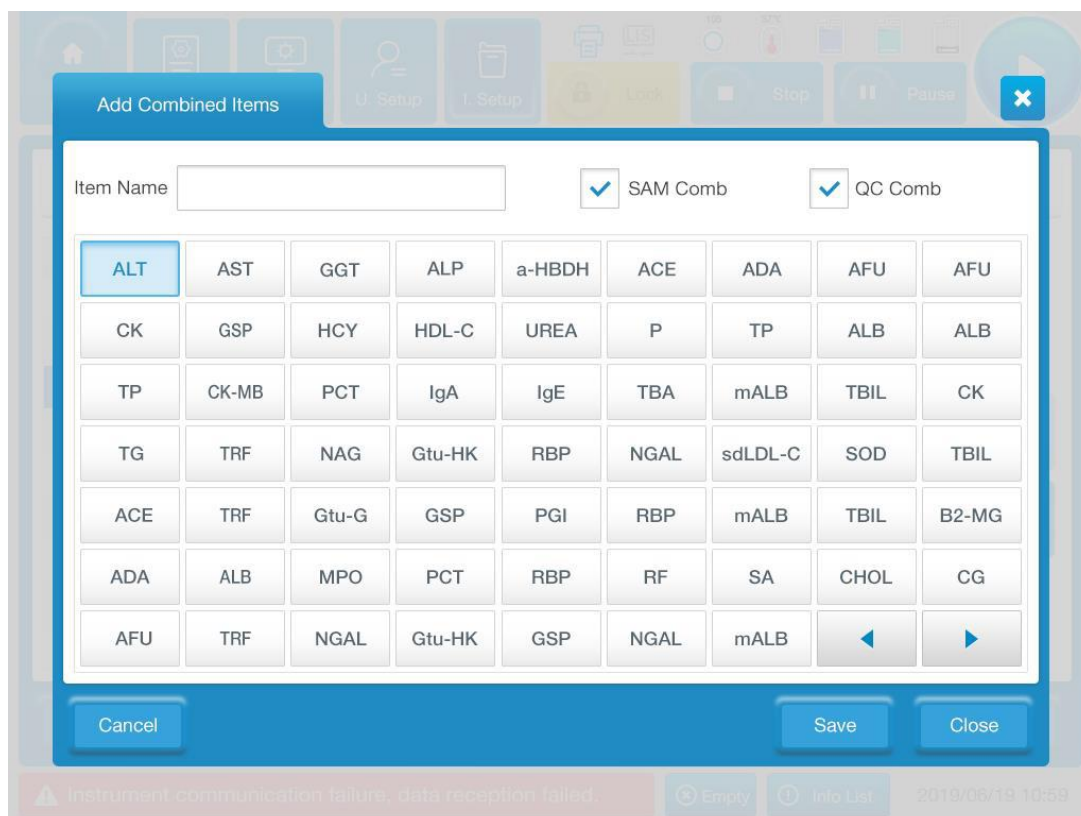 LIS
U. Setup I. Setup Lock Stop Pause
Add Combined Items
Item Name SAM Comb QC Comb
ALT AST GGT ALP a-HBDH ACE ADA AFU AFU
CK GSP HCY HDL-C UREA P TP ALB ALB
TP CK-MB PCT IgA IgE TBA mALB TBIL CK
TG TRF NAG Gtu-HK RBP NGAL sdLDL-C SOD TBIL
ACE TRF Gtu-G GSP PGI RBP mALB TBIL B2-MG
ADA ALB MPO PCT RBP RF SA CHOL CG
AFU TRF NGAL Gtu-HK GSP NGAL mALB
Cancel Save Close
Instrument communication failure, data reception failed. Empty Info List 2019/06/19 10:59